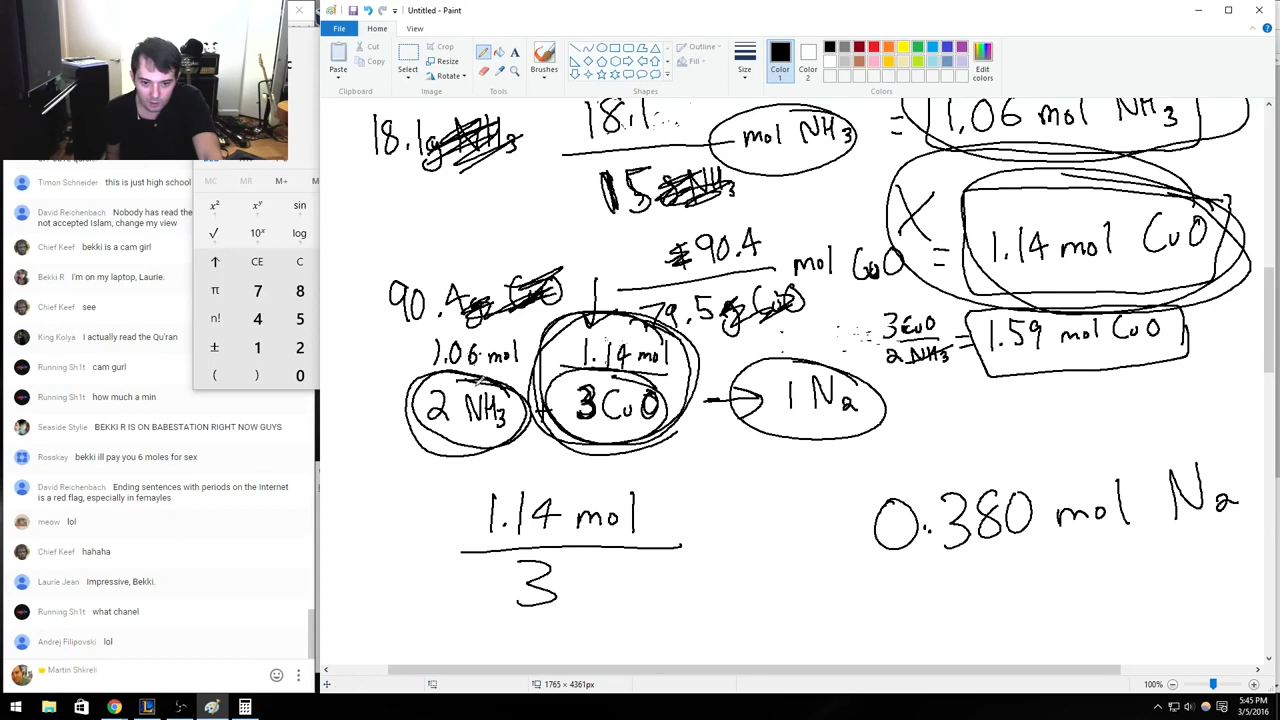 Untitled - Paint
File Home View
Paste Cut Copy
Select Crop Resize Rotate
Brushes
Outline
Fill
Size
Color 1
Color 2
Edit colors
Clipboard Image Tools Shapes Colors
Timon Schneider this is just high school
David Reichenbach Nobody has read the
not accepted Islam, change my view
Chief Keef bekki is a cam girl
Bekki R I'm on my laptop, Laurie.
Chief Keef see
King Kolya I actually read the Qu'ran
Running Sh1t cam gurl
Running Sh1t how much a min
Seaside Stylie BEKKI R IS ON BABESTATION RIGHT NOW GUYS
Rosskay bekki ill pay you 6 moles for sex
David Reichenbach Ending sentences with periods on the Internet
is a red flag, especially in femayles
meow lol
Chief Keef hahaha
Laurie Jean Impressive, Bekki.
Running Sh1t what chanel
Andrej Filipovski lol
Martin Shkreli
MC MR M+ M
x² xʸ sin
√ 10ˣ log
↑ CE C
π 7 8
n! 4 5
± 1 2
( ) 0
18.1g NH3
18.1
mol NH3
= 1.06 mol NH3
15 g NH3
90.4g CuO
90.4
79.5 g CuO
mol CuO
= 1.14 mol CuO
X
3 CuO
2 NH3
= 1.59 mol CuO
1.06 mol 1.14 mol
2 NH3 + 3 CuO → 1 N2
1.14 mol
3
0.380 mol N2
1765 × 4361px
100%
5:45 PM
3/5/2016